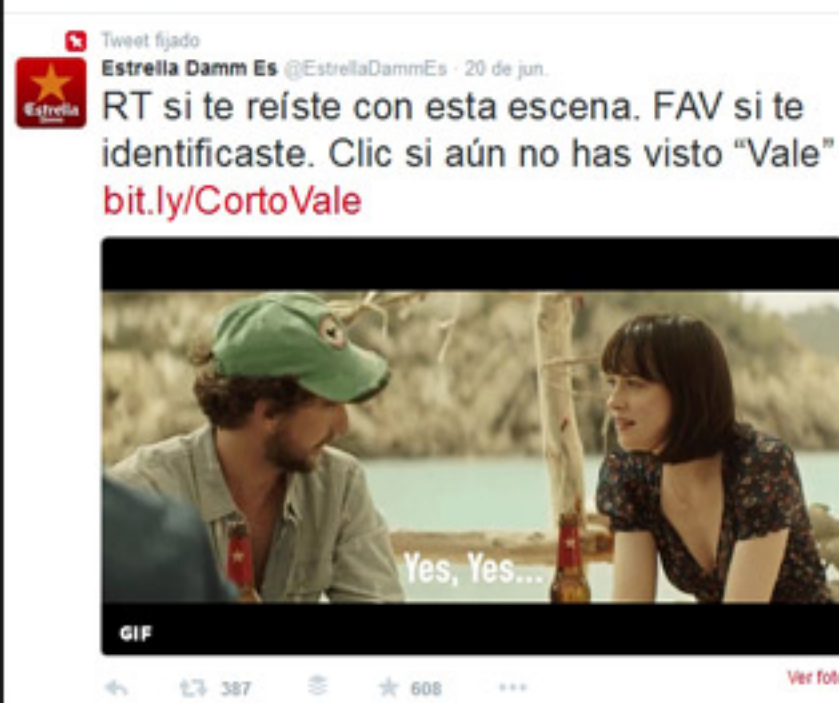 Tweet fijado
Estrella Damm Es @EstrellaDammEs · 20 de jun.
Estrella
RT si te reíste con esta escena. FAV si te
identificaste. Clic si aún no has visto “Vale”
bit.ly/CortoVale
Yes, Yes...
GIF
387
608
Ver